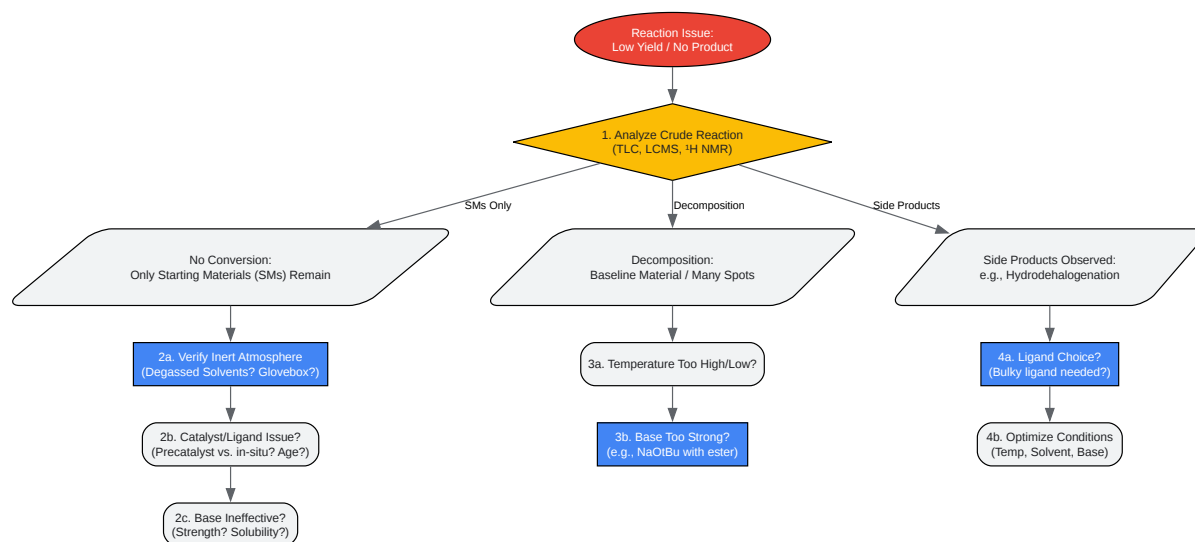 Reaction Issue:
Low Yield / No Product
1. Analyze Crude Reaction
(TLC, LCMS, ¹H NMR)
SMs Only
Decomposition
Side Products
No Conversion:
Only Starting Materials (SMs) Remain
Decomposition:
Baseline Material / Many Spots
Side Products Observed:
e.g., Hydrodehalogenation
2a. Verify Inert Atmosphere
(Degassed Solvents? Glovebox?)
3a. Temperature Too High/Low?
4a. Ligand Choice?
(Bulky ligand needed?)
2b. Catalyst/Ligand Issue?
(Precatalyst vs. in-situ? Age?)
3b. Base Too Strong?
(e.g., NaOtBu with ester)
4b. Optimize Conditions
(Temp, Solvent, Base)
2c. Base Ineffective?
(Strength? Solubility?)